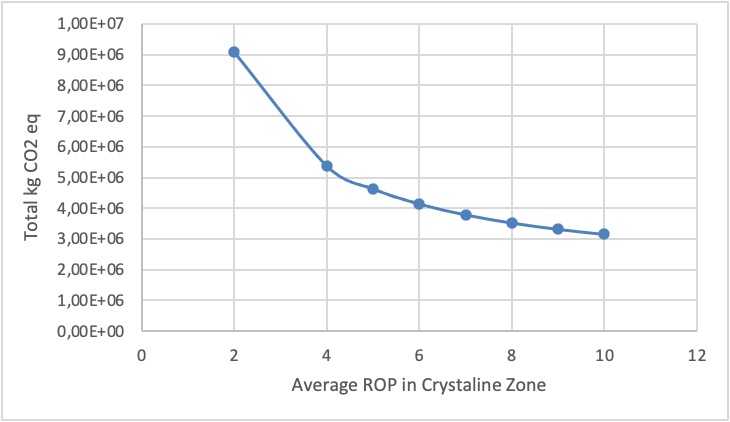 1,00E+07
9,00E+06
8,00E+06
7,00E+06
6,00E+06
5,00E+06
4,00E+06
3,00E+06
2,00E+06
1,00E+06
0,00E+00
Total kg CO2 eq
0 2 4 6 8 10 12
Average ROP in Crystaline Zone